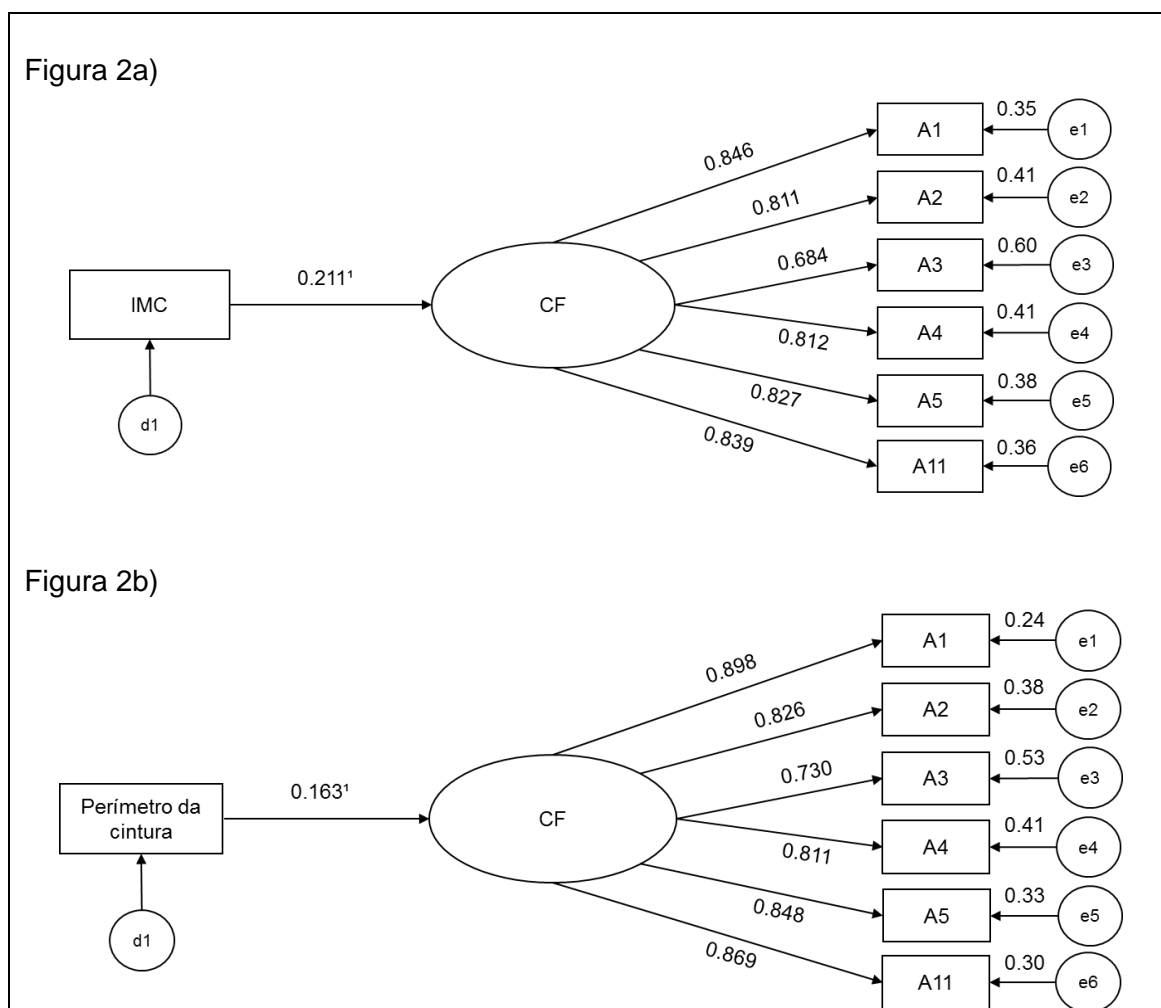 Figura 2a)
0.35
A1
e1
0.846
0.41
A2
e2
0.811
0.60
A3
e3
0.684
IMC
0.211¹
CF
0.41
A4
e4
0.812
0.38
A5
e5
0.827
d1
0.36
A11
e6
0.839
Figura 2b)
0.24
A1
e1
0.898
0.38
A2
e2
0.826
0.53
A3
e3
0.730
Perímetro da
cintura
0.163¹
CF
0.41
A4
e4
0.811
0.33
A5
e5
0.848
d1
0.30
A11
e6
0.869